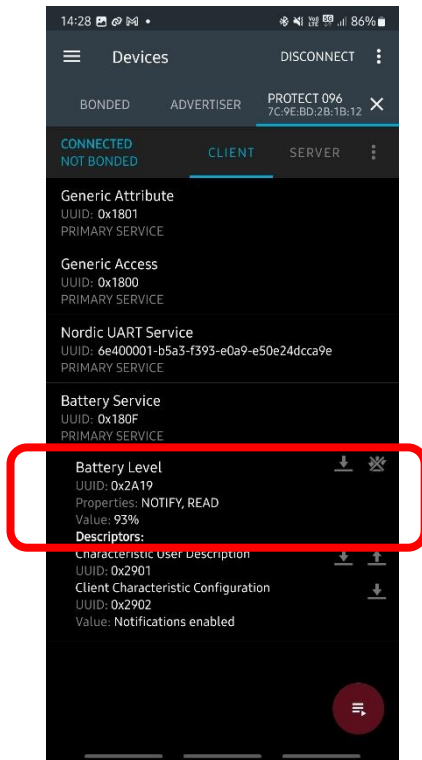 14:28 86%
Devices DISCONNECT
BONDED ADVERTISER PROTECT 096
7C:9E:BD:2B:1B:12
CONNECTED
NOT BONDED CLIENT SERVER
Generic Attribute
UUID: 0x1801
PRIMARY SERVICE
Generic Access
UUID: 0x1800
PRIMARY SERVICE
Nordic UART Service
UUID: 6e400001-b5a3-f393-e0a9-e50e24dcca9e
PRIMARY SERVICE
Battery Service
UUID: 0x180F
PRIMARY SERVICE
Battery Level
UUID: 0x2A19
Properties: NOTIFY, READ
Value: 93%
Descriptors:
Characteristic User Description
UUID: 0x2901
Client Characteristic Configuration
UUID: 0x2902
Value: Notifications enabled